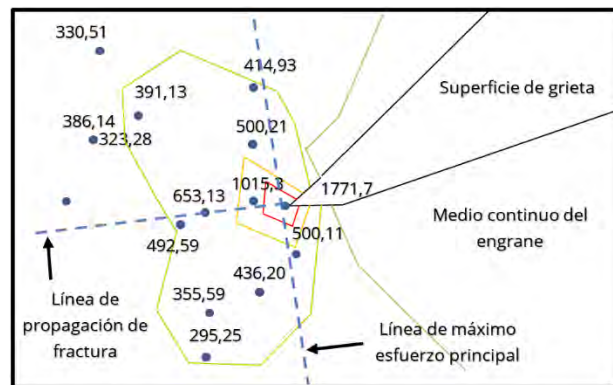 330,51
414,93
391,13
Superficie de grieta
386,14
323,28
500,21
1015,3
1771,7
653,13
Medio continuo del
engrane
492,59
500,11
436,20
Línea de
propagación de
fractura
355,59
295,25
Línea de máximo
esfuerzo principal